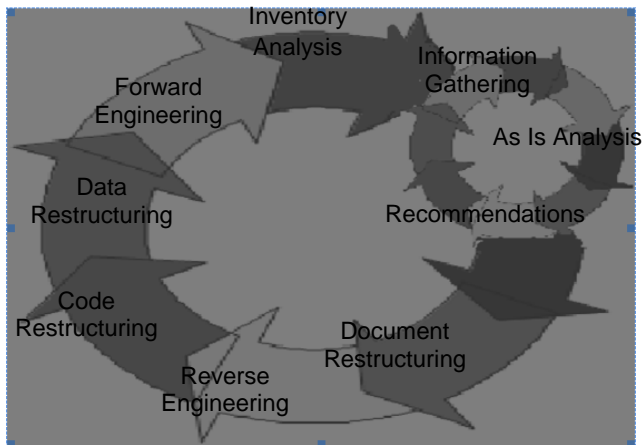 Inventory
Analysis
Information
Gathering
As Is Analysis
Recommendations
Document
Restructuring
Reverse
Engineering
Code
Restructuring
Data
Restructuring
Forward
Engineering